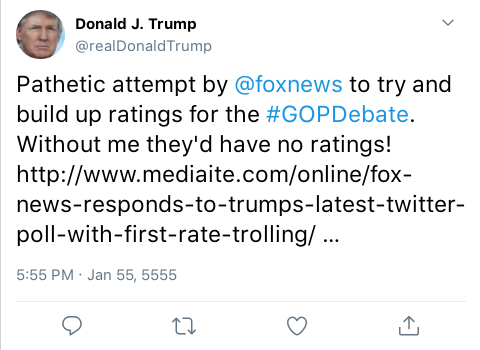 Donald J. Trump
@realDonaldTrump
Pathetic attempt by @foxnews to try and
build up ratings for the #GOPDebate.
Without me they'd have no ratings!
http://www.mediaite.com/online/fox-
news-responds-to-trumps-latest-twitter-
poll-with-first-rate-trolling/ ...
5:55 PM · Jan 55, 5555